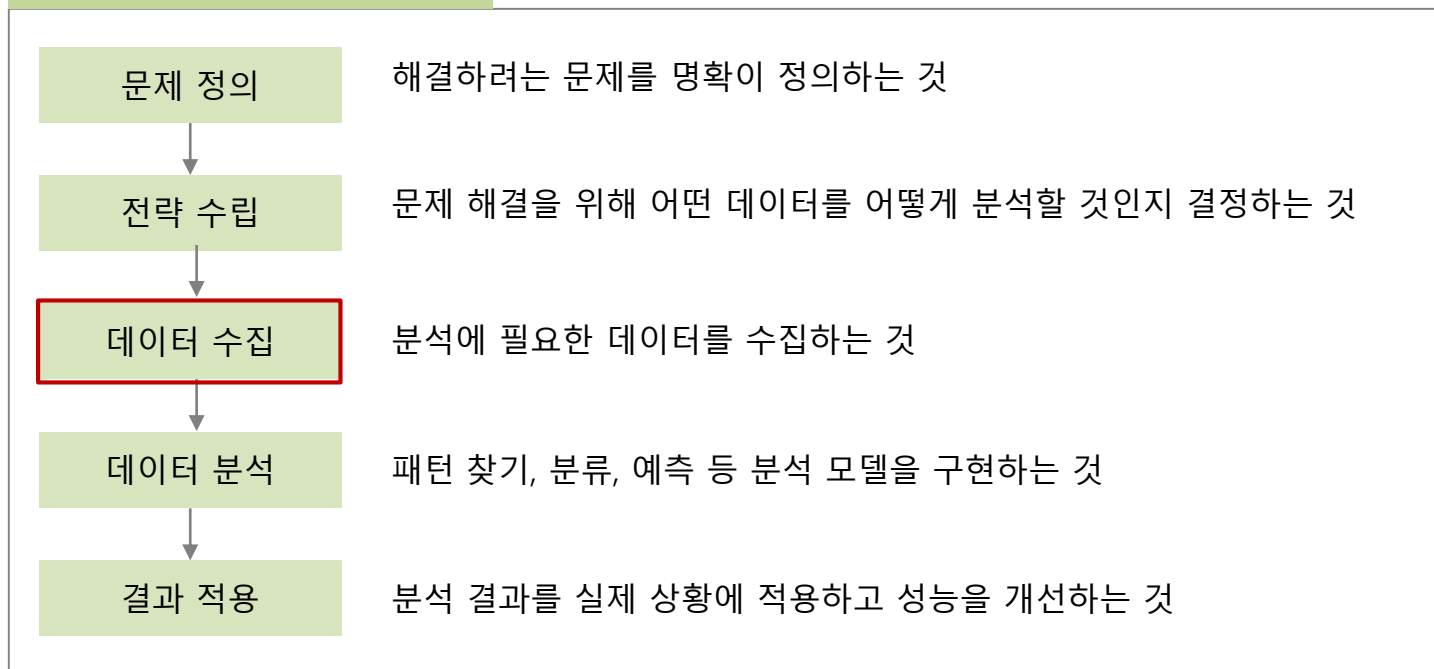 문제 정의
해결하려는 문제를 명확이 정의하는 것
전략 수립
문제 해결을 위해 어떤 데이터를 어떻게 분석할 것인지 결정하는 것
데이터 수집
분석에 필요한 데이터를 수집하는 것
데이터 분석
패턴 찾기, 분류, 예측 등 분석 모델을 구현하는 것
결과 적용
분석 결과를 실제 상황에 적용하고 성능을 개선하는 것